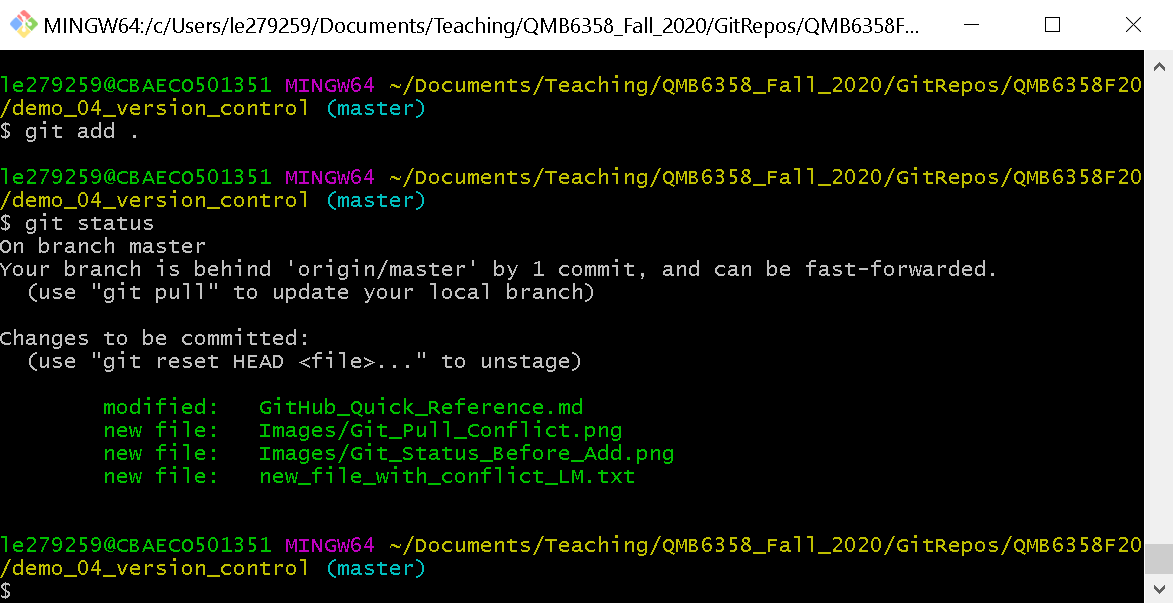 MINGW64:/c/Users/le279259/Documents/Teaching/QMB6358_Fall_2020/GitRepos/QMB6358F...
le279259@CBAECO501351 MINGW64 ~/Documents/Teaching/QMB6358_Fall_2020/GitRepos/QMB6358F20
/demo_04_version_control (master)
$ git add .
le279259@CBAECO501351 MINGW64 ~/Documents/Teaching/QMB6358_Fall_2020/GitRepos/QMB6358F20
/demo_04_version_control (master)
$ git status
On branch master
Your branch is behind 'origin/master' by 1 commit, and can be fast-forwarded.
  (use "git pull" to update your local branch)
Changes to be committed:
  (use "git reset HEAD <file>..." to unstage)
        modified:   GitHub_Quick_Reference.md
        new file:   Images/Git_Pull_Conflict.png
        new file:   Images/Git_Status_Before_Add.png
        new file:   new_file_with_conflict_LM.txt
le279259@CBAECO501351 MINGW64 ~/Documents/Teaching/QMB6358_Fall_2020/GitRepos/QMB6358F20
/demo_04_version_control (master)
$